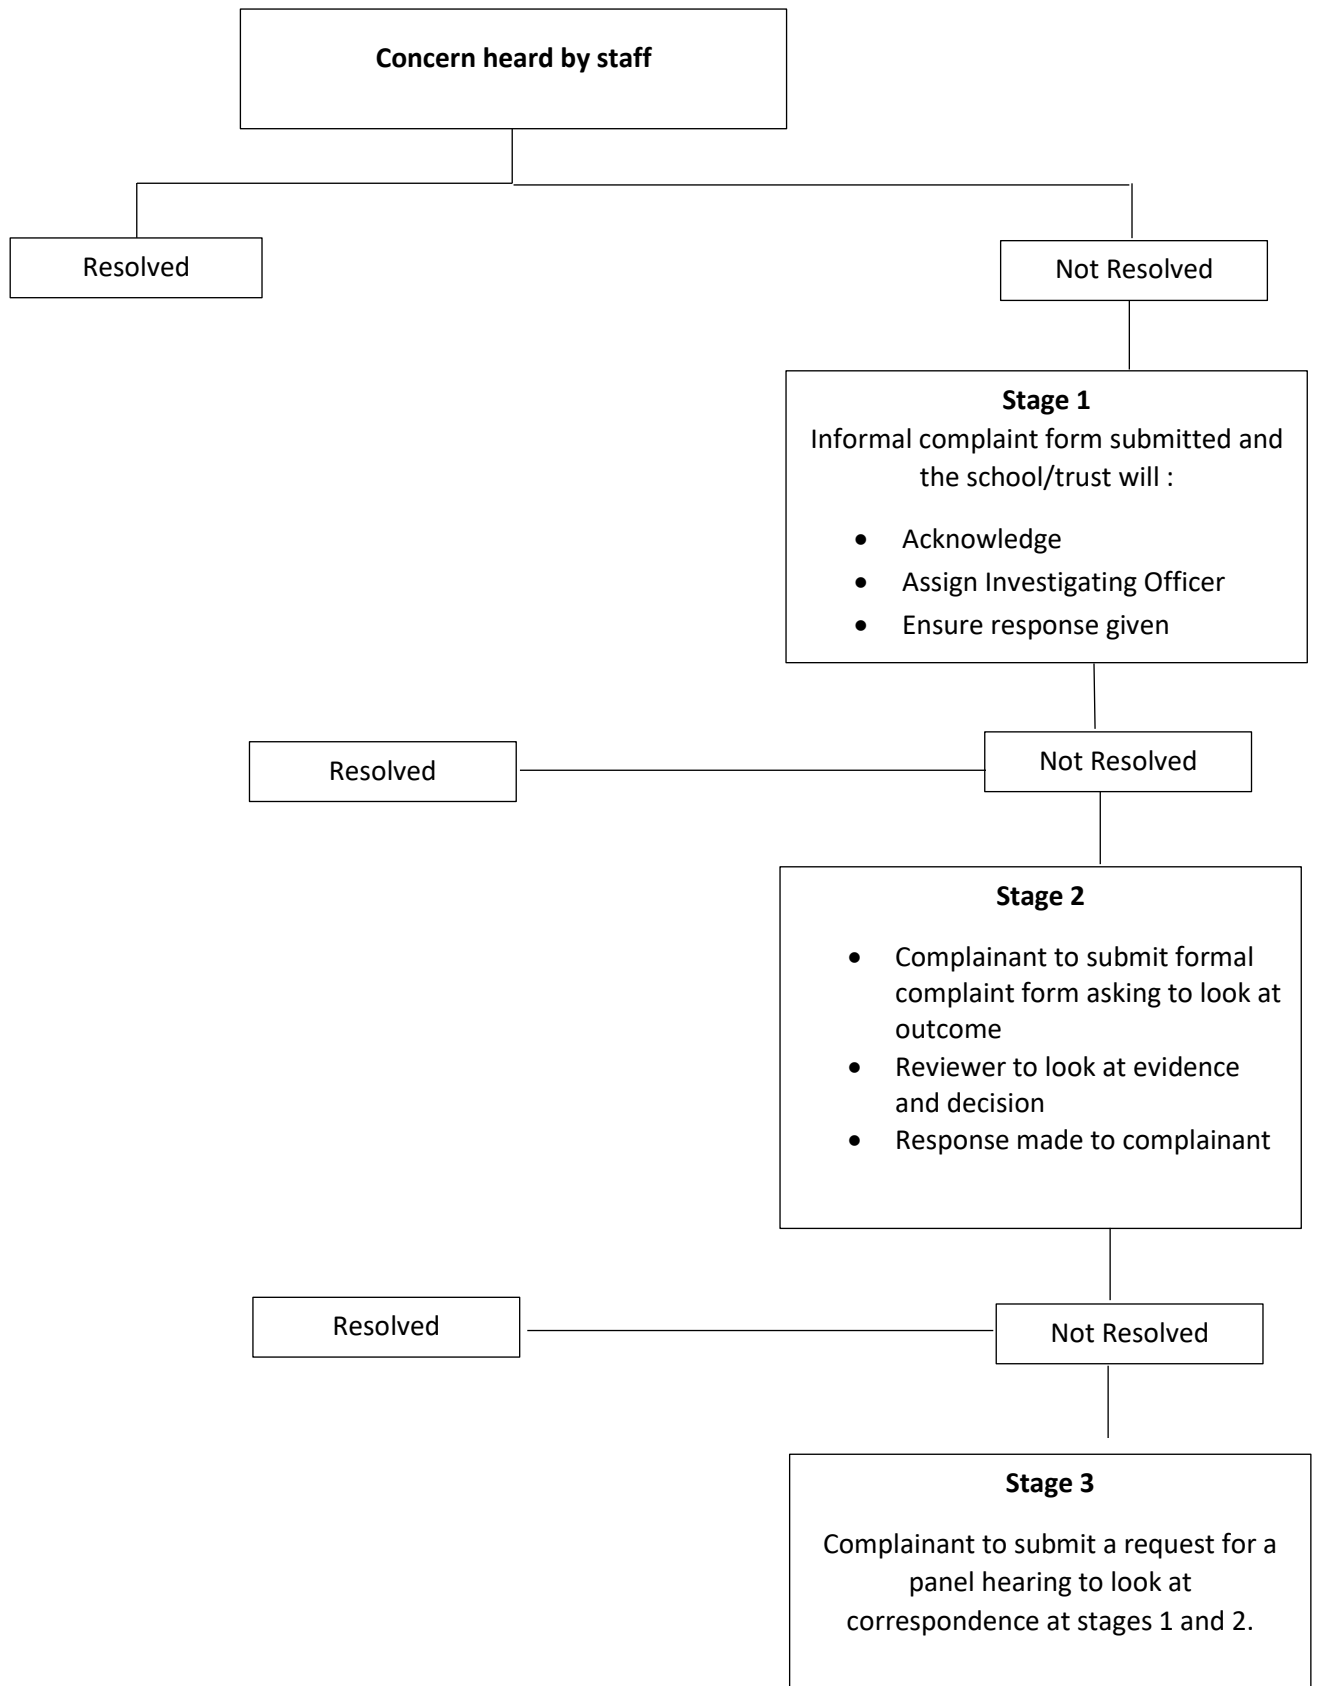 Concern heard by staff
Resolved
Not Resolved
Stage 1
Informal complaint form submitted and
the school/trust will :
• Acknowledge
• Assign Investigating Officer
• Ensure response given
Resolved
Not Resolved
Stage 2
• Complainant to submit formal
complaint form asking to look at
outcome
• Reviewer to look at evidence
and decision
• Response made to complainant
Resolved
Not Resolved
Stage 3
Complainant to submit a request for a
panel hearing to look at
correspondence at stages 1 and 2.